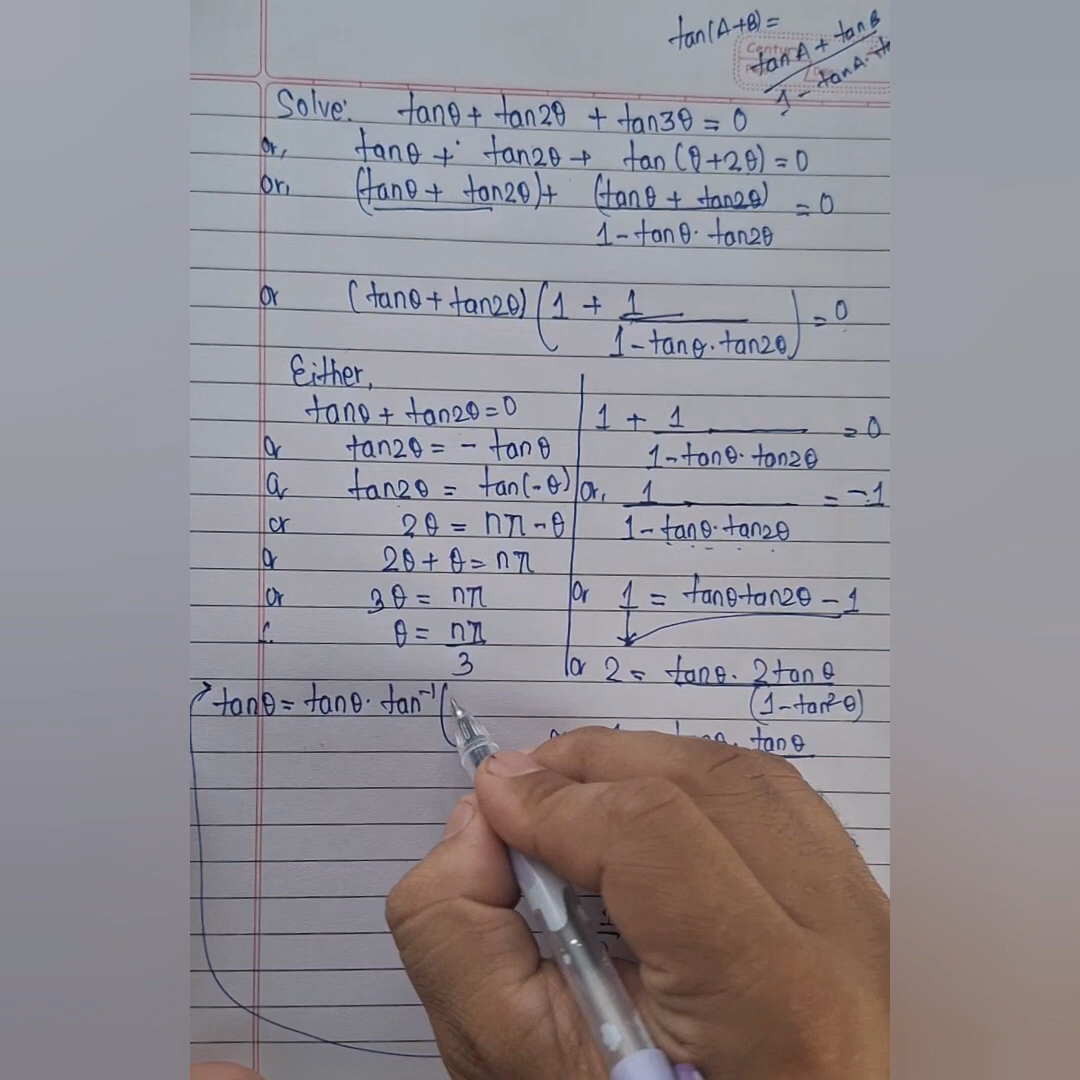 tan(A+B) =
tanA + tanB
1 - tanA.
Solve: tanθ + tan2θ + tan3θ = 0
or, tanθ + tan2θ + tan(θ+2θ) = 0
or, (tanθ + tan2θ) + (tanθ + tan2θ) = 0
1 - tanθ. tan2θ
or (tanθ + tan2θ) (1 + 1 ) = 0
1 - tanθ. tan2θ
Either,
tanθ + tan2θ = 0
or tan2θ = - tanθ
or tan2θ = tan(-θ)
or 2θ = nπ - θ
or 2θ + θ = nπ
or 3θ = nπ
∴ θ = nπ
3
1 + 1 = 0
1 - tanθ. tan2θ
or, 1 = -1
1 - tanθ. tan2θ
or 1 = tanθtan2θ - 1
or 2 = tanθ. 2tanθ
(1 - tan²θ)
tanθ
tanθ = tanθ. tan⁻¹(